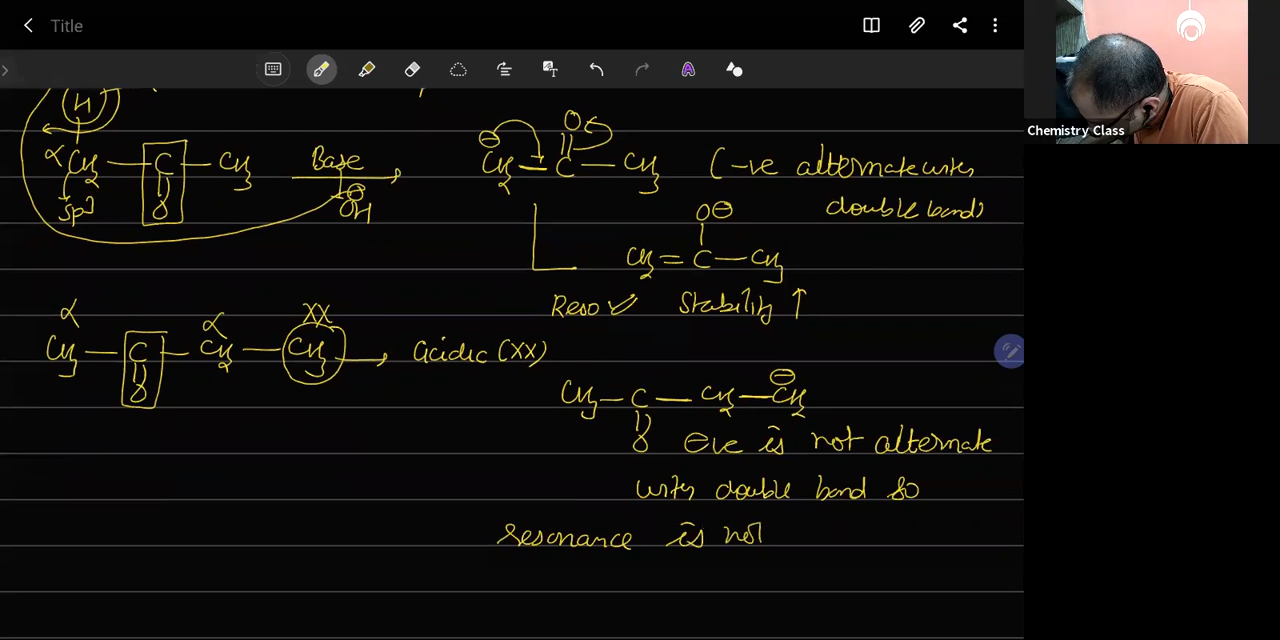 Title
Chemistry Class
H
α CH2 — C — CH3
O
sp3
Base
OH
⊖
CH2 — C — CH3 (-ve alternate with
O
double bond)
O⊖
CH2 = C — CH3
Reso ✓ Stability ↑
α α XX
CH3 — C — CH2 — CH3 → acidic (XX)
O
⊖
CH3 — C — CH2 — CH2
O ⊖ve is not alternate
with double bond so
resonance is not